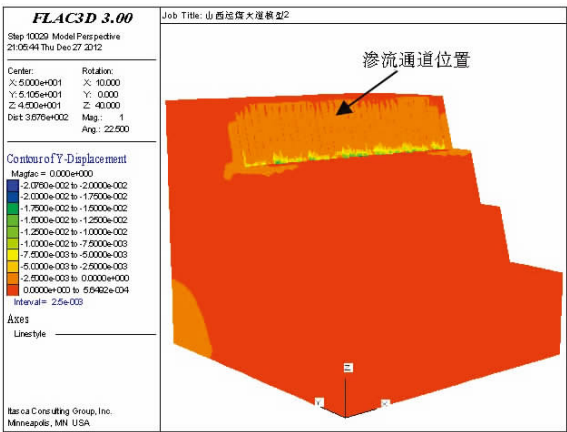 FLAC3D 3.00
Step 10029 Model Perspective
21:05:44 Thu Dec 27 2012
Center:
Rotation:
X: 5.000e+001
X: 10.000
Y: 5.105e+001
Y: 0.000
Z: 4.500e+001
Z: 40.000
Dist: 3.676e+002
Mag.: 1
Ang.: 22.500
Contour of Y-Displacement
Magfac = 0.000e+000
-2.0760e-002 to -2.0000e-002
-2.0000e-002 to -1.7500e-002
-1.7500e-002 to -1.5000e-002
-1.5000e-002 to -1.2500e-002
-1.2500e-002 to -1.0000e-002
-1.0000e-002 to -7.5000e-003
-7.5000e-003 to -5.0000e-003
-5.0000e-003 to -2.5000e-003
-2.5000e-003 to 0.0000e+000
0.0000e+000 to 5.6492e-004
Interval = 2.5e-003
Axes
Linestyle
Itasca Consulting Group, Inc.
Minneapolis, MN USA
Job Title: 山西运煤大道模型2
渗流通道位置
Z
Y
X